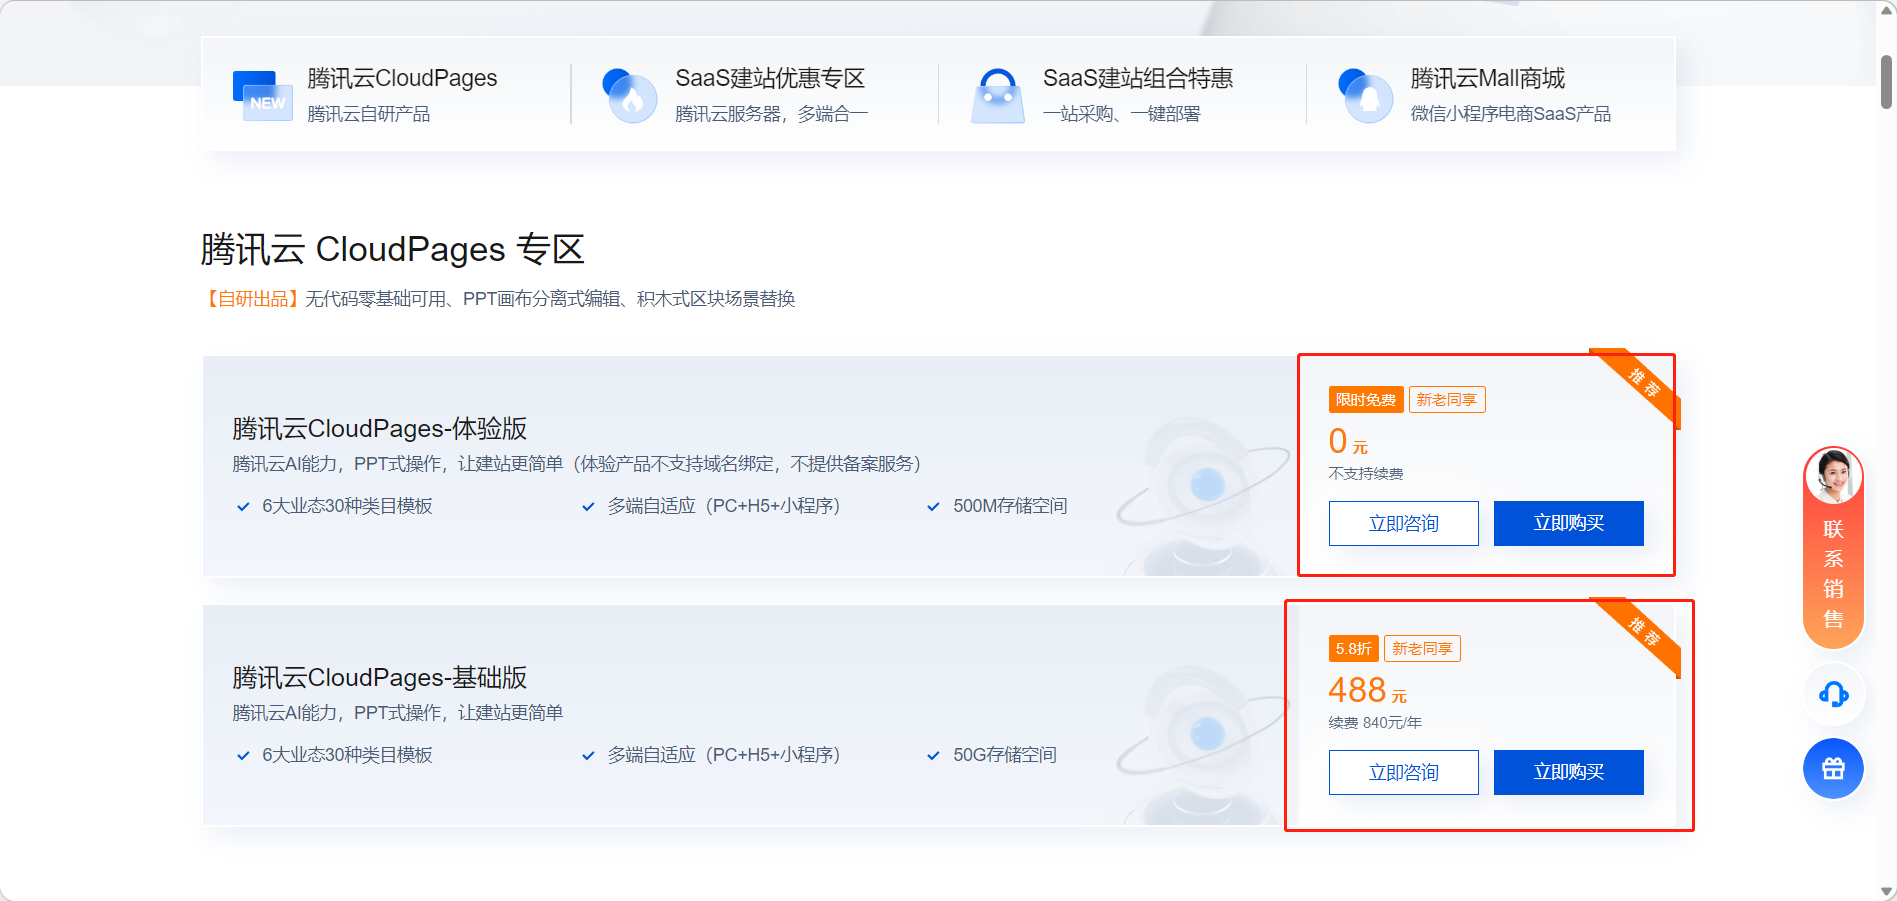 NEW
腾讯云CloudPages
腾讯云自研产品
SaaS建站优惠专区
腾讯云服务器，多端合一
SaaS建站组合特惠
一站采购、一键部署
腾讯云Mall商城
微信小程序电商SaaS产品
腾讯云 CloudPages 专区
【自研出品】无代码零基础可用、PPT画布分离式编辑、积木式区块场景替换
腾讯云CloudPages-体验版
腾讯云AI能力，PPT式操作，让建站更简单（体验产品不支持域名绑定，不提供备案服务）
6大业态30种类目模板
多端自适应（PC+H5+小程序）
500M存储空间
推荐
限时免费 新老同享
0 元
不支持续费
立即咨询 立即购买
腾讯云CloudPages-基础版
腾讯云AI能力，PPT式操作，让建站更简单
6大业态30种类目模板
多端自适应（PC+H5+小程序）
50G存储空间
推荐
5.8折 新老同享
488 元
续费 840元/年
立即咨询 立即购买
联
系
销
售